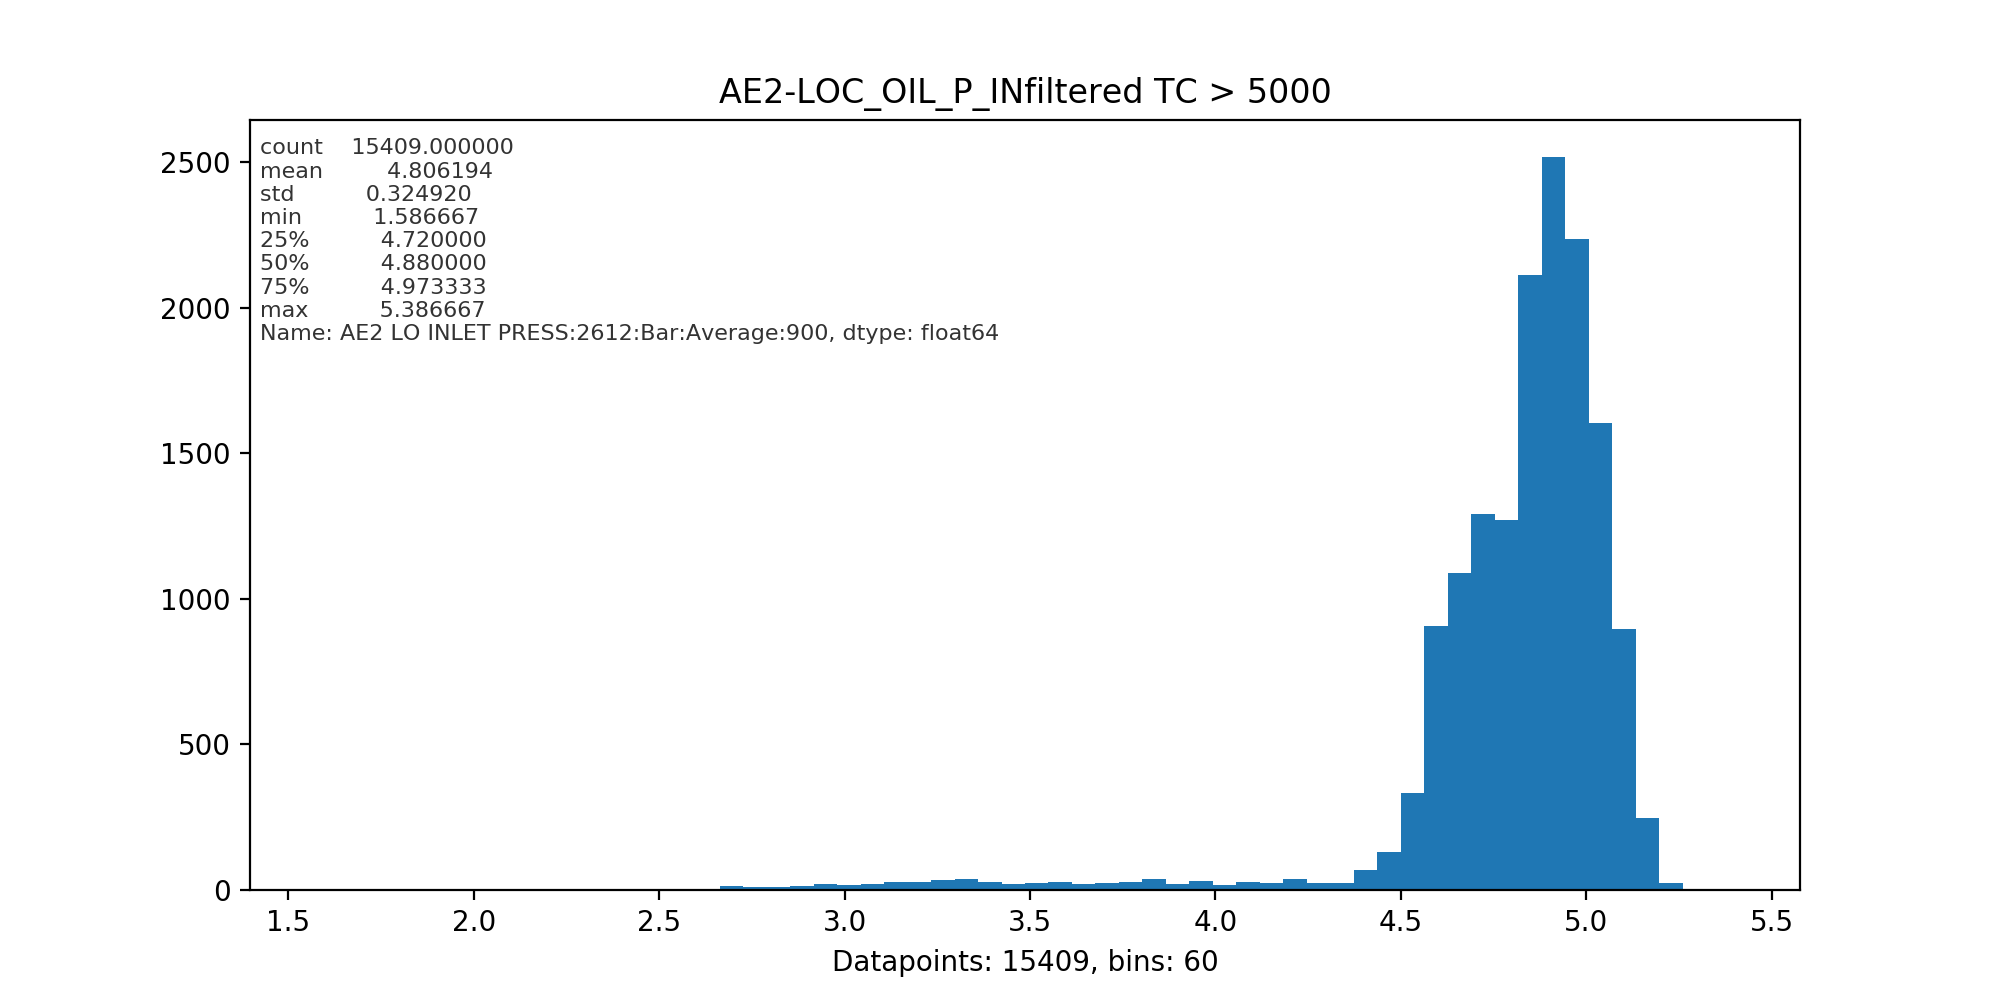 AE2-LOC_OIL_P_INfiltered TC > 5000
count 15409.000000
mean 4.806194
std 0.324920
min 1.586667
25% 4.720000
50% 4.880000
75% 4.973333
max 5.386667
Name: AE2 LO INLET PRESS:2612:Bar:Average:900, dtype: float64
2500
2000
1500
1000
500
0
1.5 2.0 2.5 3.0 3.5 4.0 4.5 5.0 5.5
Datapoints: 15409, bins: 60